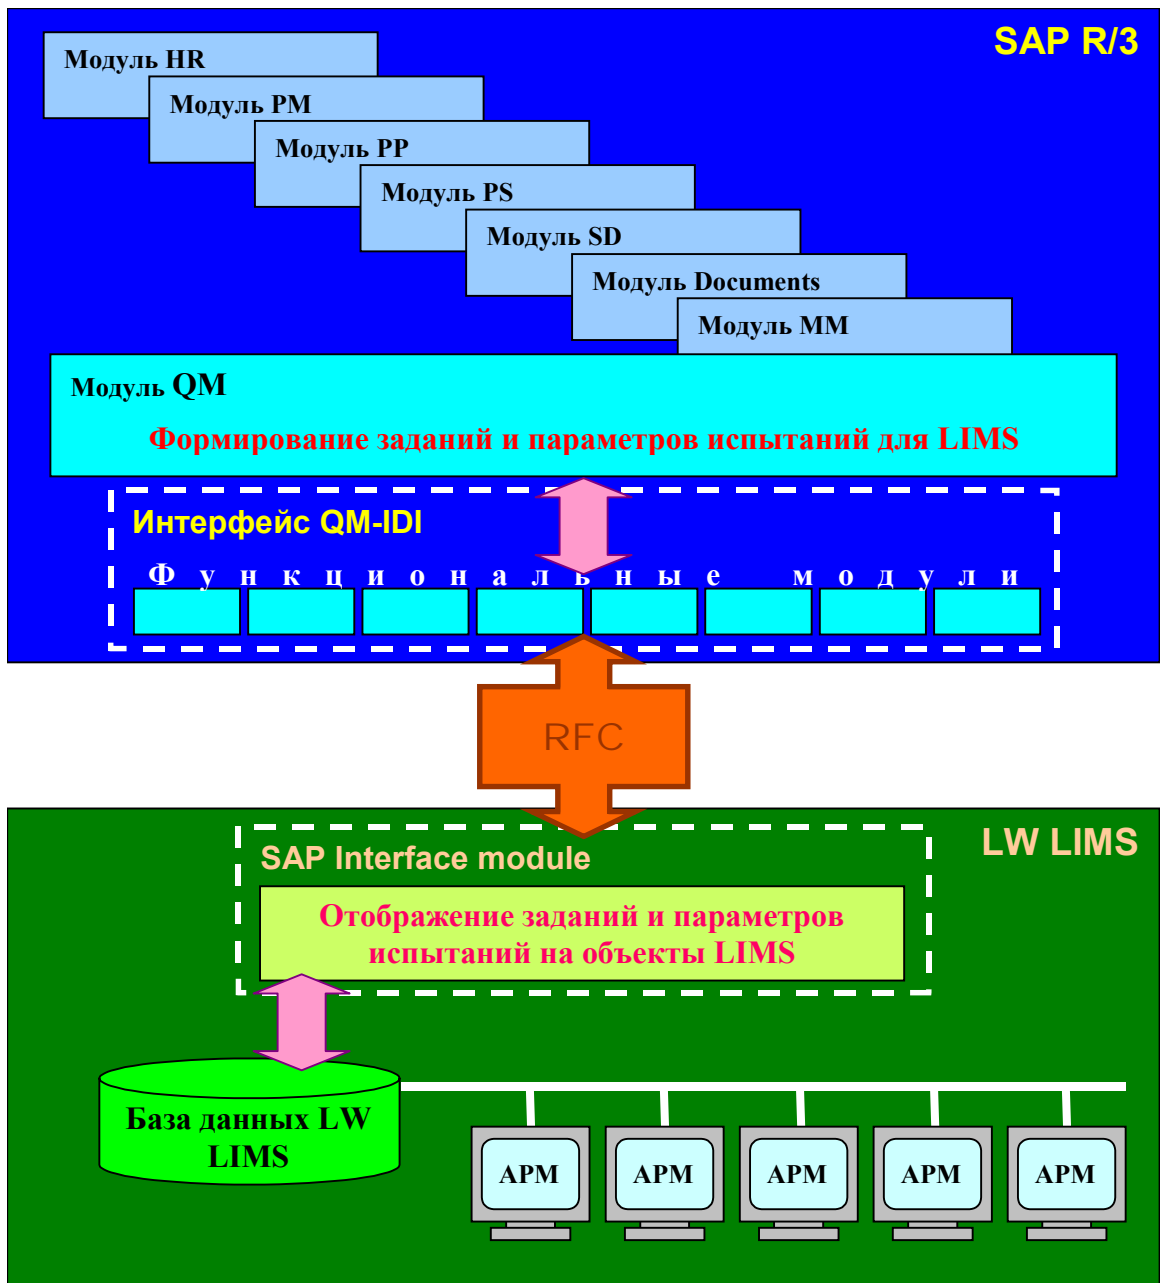 SAP R/3
Модуль HR
Модуль PM
Модуль PP
Модуль PS
Модуль SD
Модуль Documents
Модуль MM
Модуль QM
Формирование заданий и параметров испытаний для LIMS
Интерфейс QM-IDI
Функциональные модули
RFC
LW LIMS
SAP Interface module
Отображение заданий и параметров
испытаний на объекты LIMS
База данных LW
LIMS
АРМ
АРМ
АРМ
АРМ
АРМ